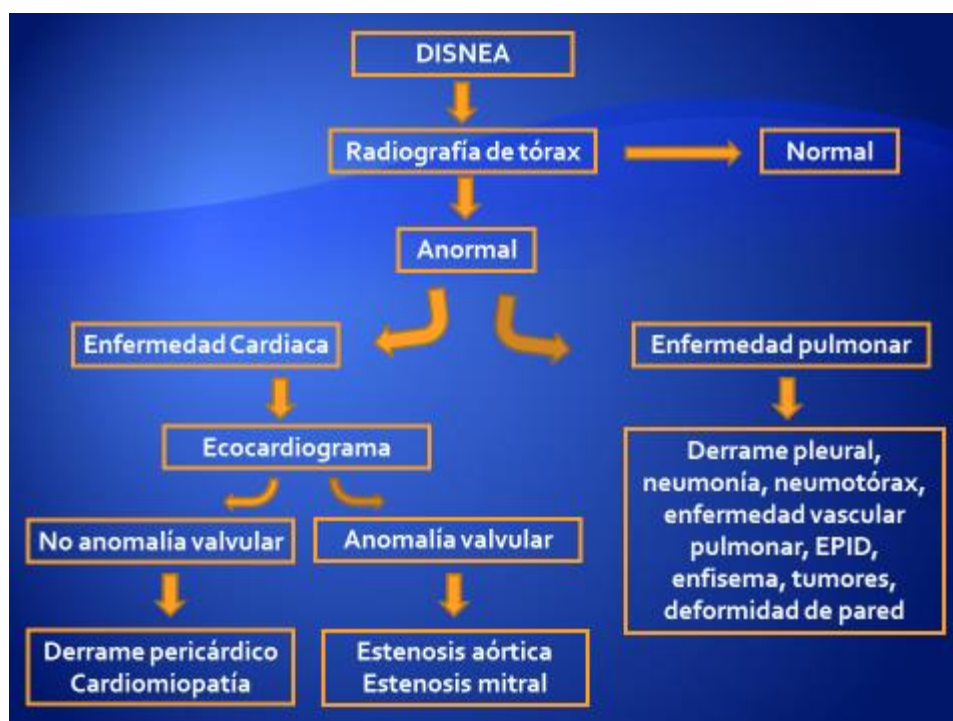 DISNEA
Radiografía de tórax
Normal
Anormal
Enfermedad Cardiaca
Enfermedad pulmonar
Ecocardiograma
Derrame pleural,
neumonía, neumotórax,
enfermedad vascular
pulmonar, EPID,
enfisema, tumores,
deformidad de pared
No anomalía valvular
Anomalía valvular
Derrame pericárdico
Cardiomiopatía
Estenosis aórtica
Estenosis mitral